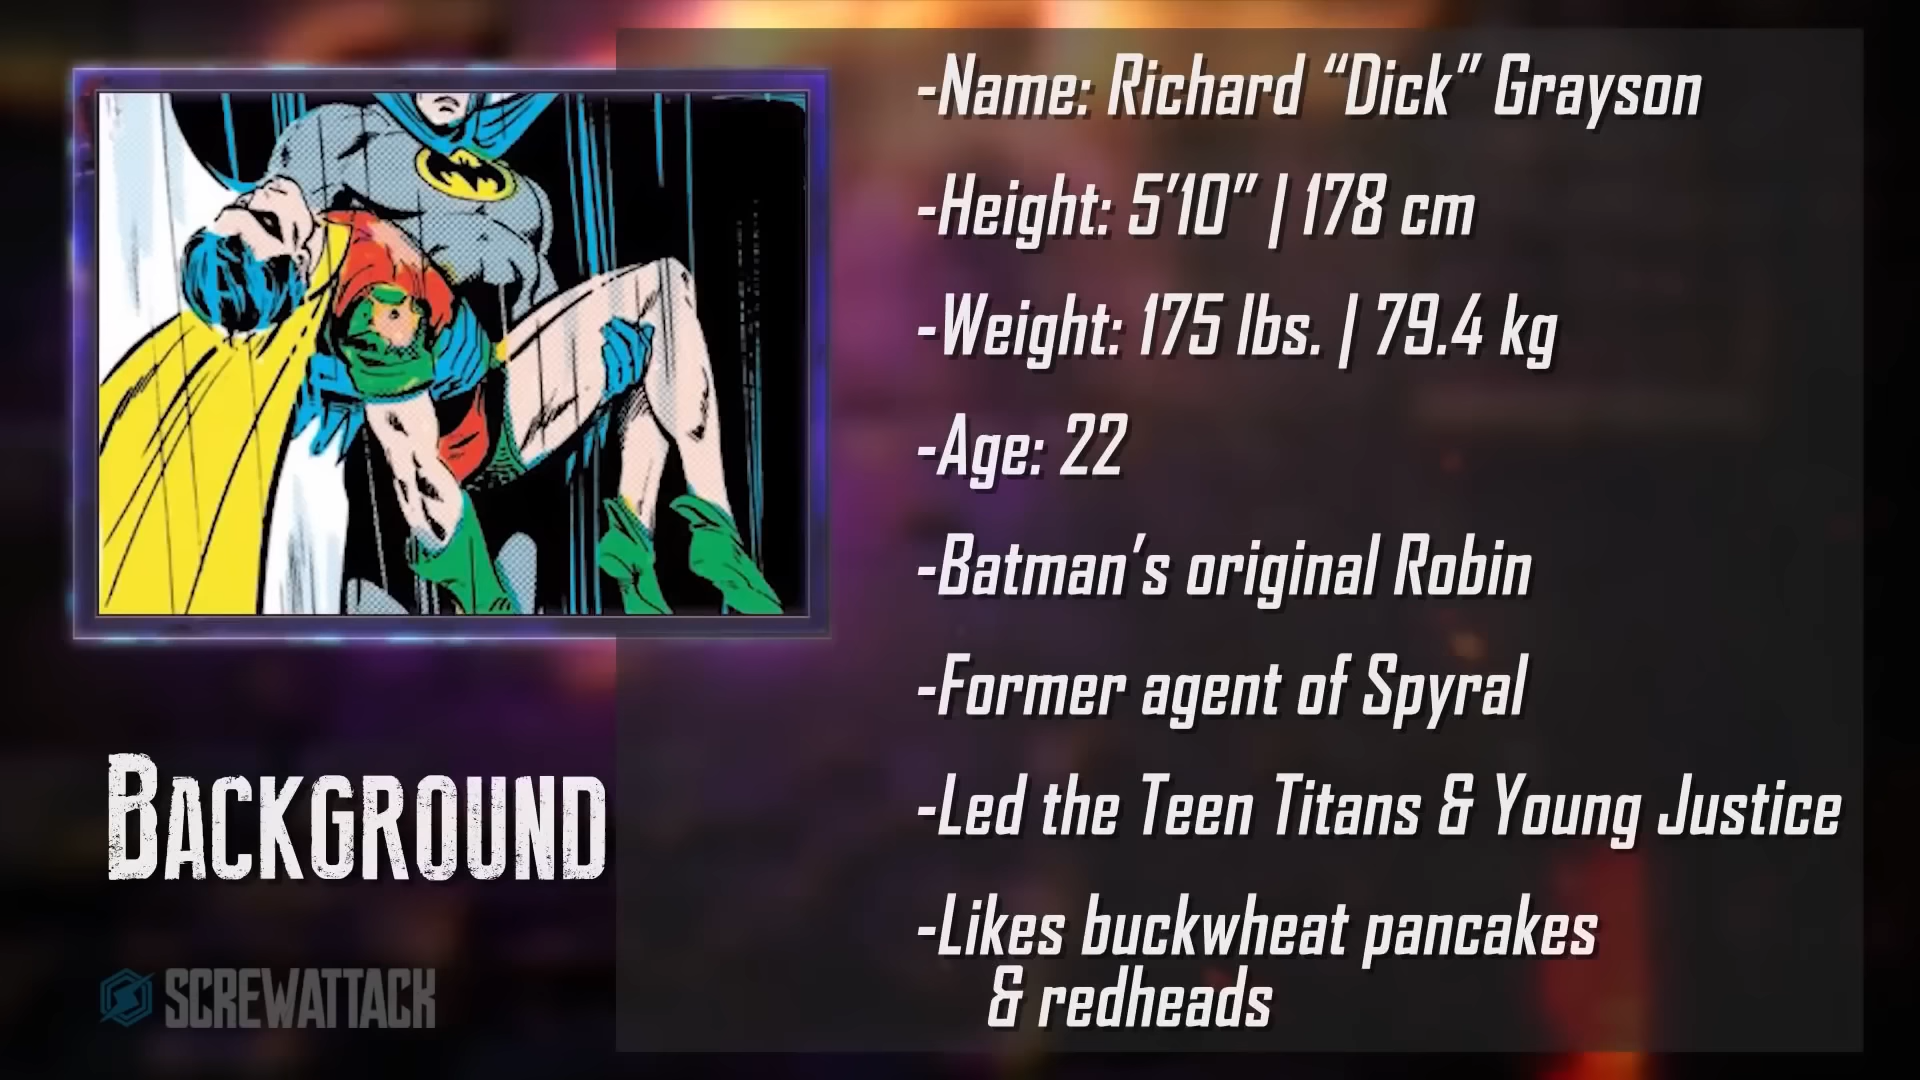 -Name: Richard “Dick” Grayson
-Height: 5’10” | 178 cm
-Weight: 175 lbs. | 79.4 kg
-Age: 22
-Batman’s original Robin
-Former agent of Spyral
-Led the Teen Titans & Young Justice
-Likes buckwheat pancakes
& redheads
BACKGROUND
SCREWATTACK